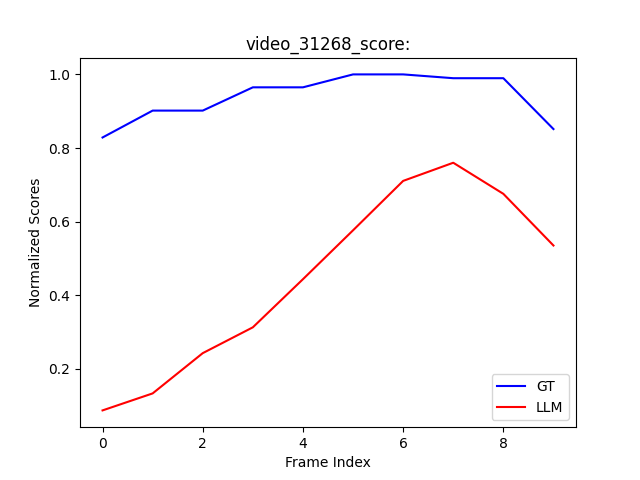 video_31268_score:
Normalized Scores
1.0
0.8
0.6
0.4
0.2
0 2 4 6 8
Frame Index
GT
LLM